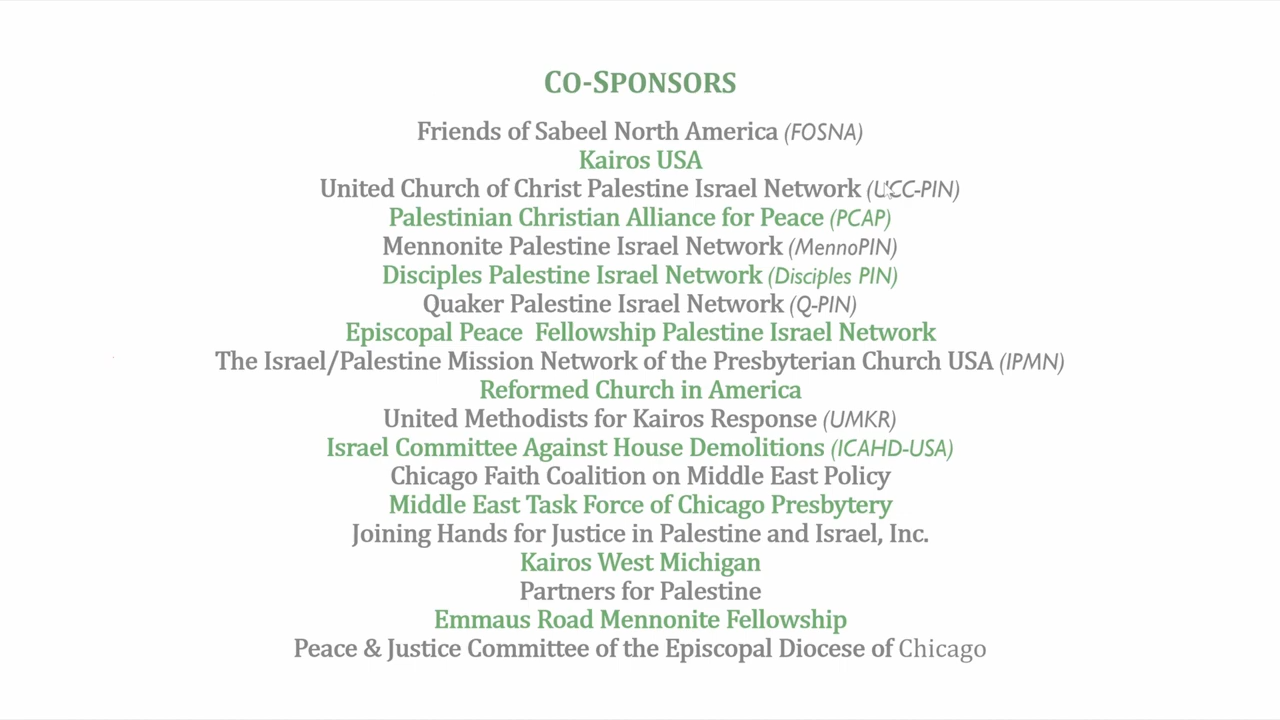 CO-SPONSORS
Friends of Sabeel North America (FOSNA)
Kairos USA
United Church of Christ Palestine Israel Network (UCC-PIN)
Palestinian Christian Alliance for Peace (PCAP)
Mennonite Palestine Israel Network (MennoPIN)
Disciples Palestine Israel Network (Disciples PIN)
Quaker Palestine Israel Network (Q-PIN)
Episcopal Peace  Fellowship Palestine Israel Network
The Israel/Palestine Mission Network of the Presbyterian Church USA (IPMN)
Reformed Church in America
United Methodists for Kairos Response (UMKR)
Israel Committee Against House Demolitions (ICAHD-USA)
Chicago Faith Coalition on Middle East Policy
Middle East Task Force of Chicago Presbytery
Joining Hands for Justice in Palestine and Israel, Inc.
Kairos West Michigan
Partners for Palestine
Emmaus Road Mennonite Fellowship
Peace & Justice Committee of the Episcopal Diocese of Chicago